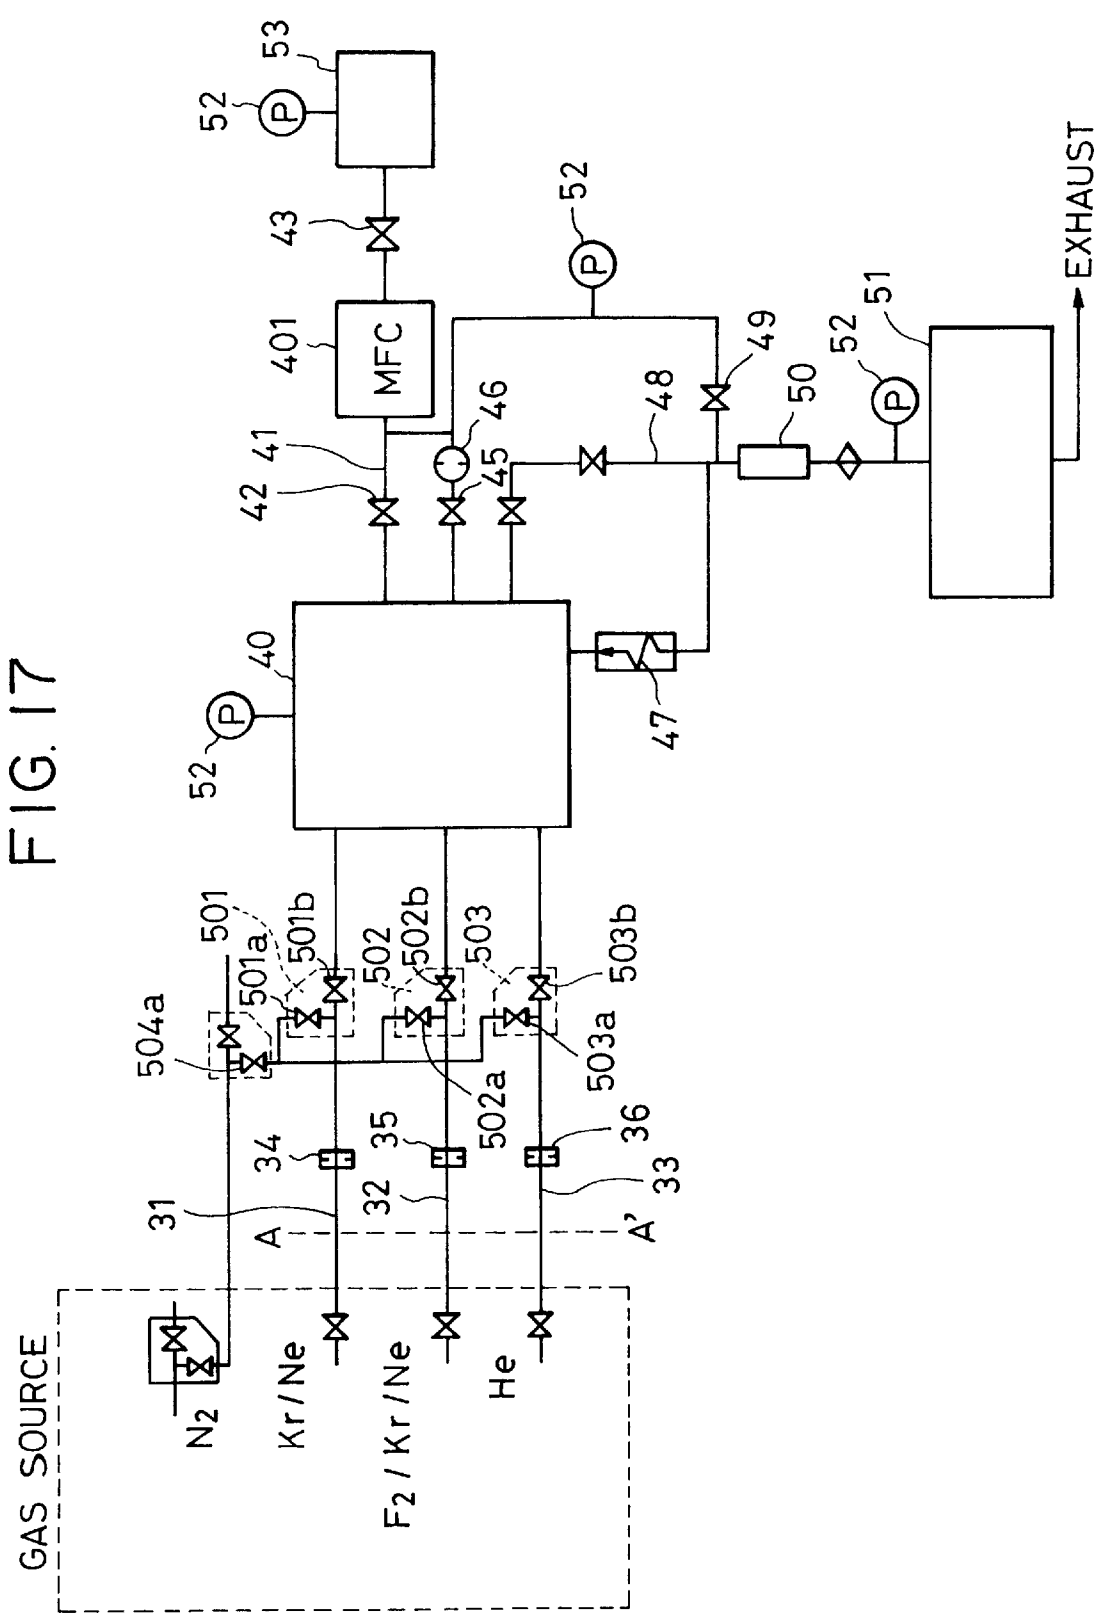 FIG. 17
GAS SOURCE
N2
Kr/Ne
F2/Kr/Ne
He
31
A
32
A'
33
34
35
36
504a
501
501a
501b
502
502b
502a
503
503b
503a
52
40
47
42
41
45
46
401
MFC
43
52
53
P
P
52
P
48
49
50
52
P
51
EXHAUST